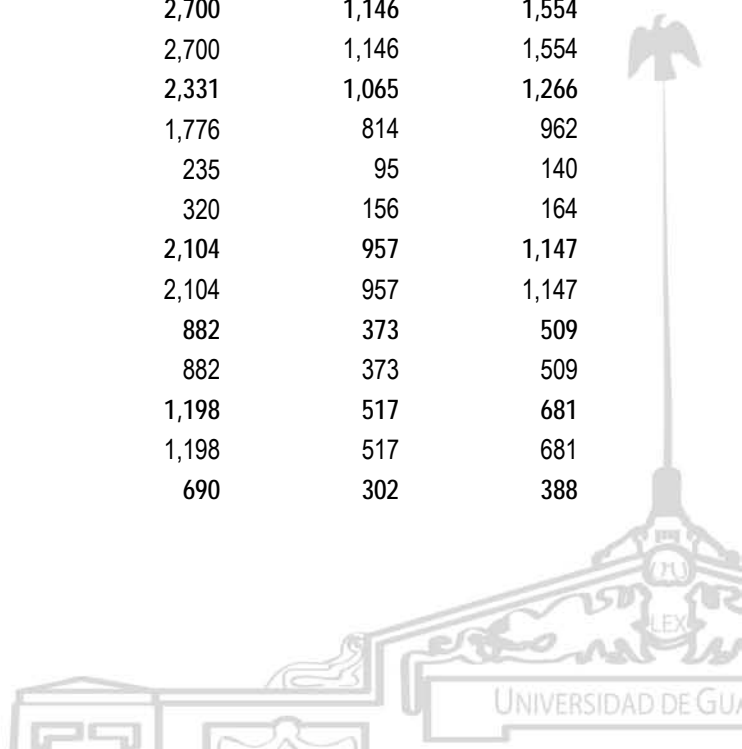 2,700 1,146 1,554
2,700 1,146 1,554
2,331 1,065 1,266
1,776 814 962
235 95 140
320 156 164
2,104 957 1,147
2,104 957 1,147
882 373 509
882 373 509
1,198 517 681
1,198 517 681
690 302 388
LEX
UNIVERSIDAD DE